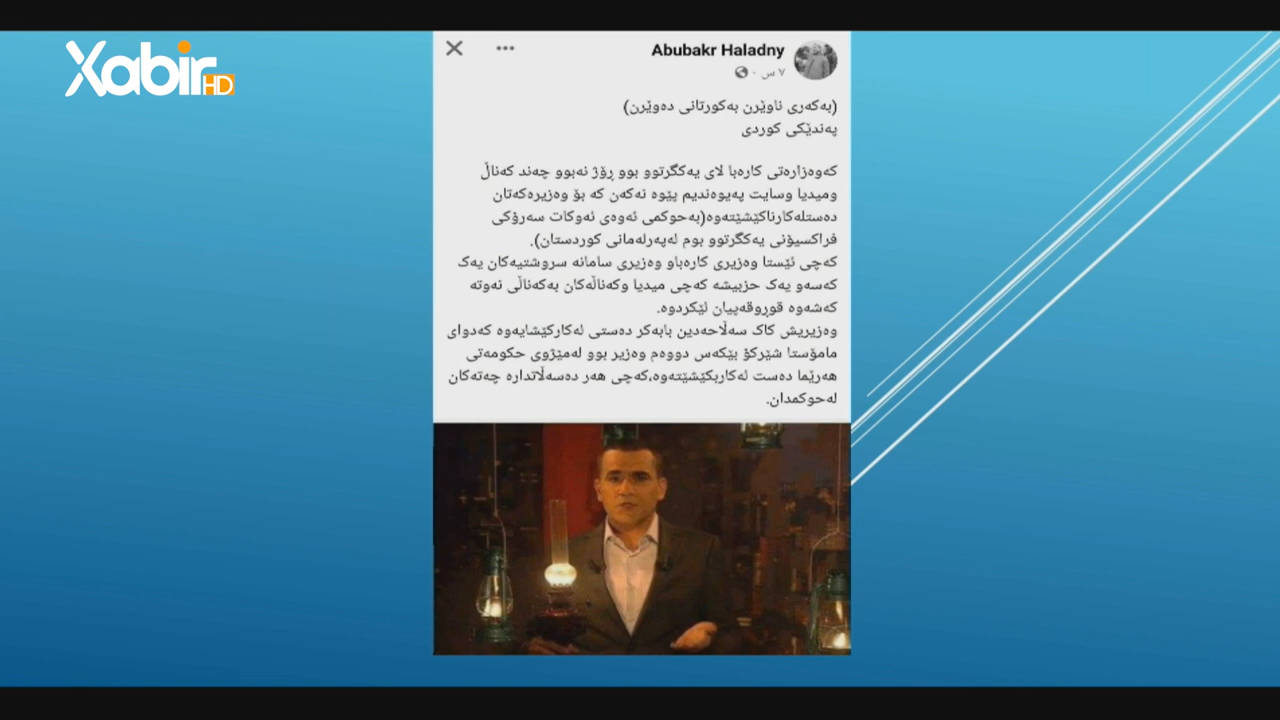 Xabir HD
Abubakr Haladny
٧ س ·
(بەکەری ناوێرن بەکورتانی دەوێرن)
پەندێکی کوردی
کەوەزارەتی کارەبا لای یەکگرتوو بوو ڕۆژ نەبوو چەند کەناڵ
ومیدیا وسایت پەیوەندیم پێوە نەکەن کە بۆ وەزیرەکەتان
دەستلەکارناکێشێتەوە(بەحوکمی ئەوەی ئەوکات سەرۆکی
فراکسیۆنی یەکگرتوو بوم لەپەرلەمانی کوردستان).
کەچی ئێستا وەزیری کارەباو وەزیری سامانە سروشتیەکان یەک
کەسەو یەک حزبیشە کەچی میدیا وکەناڵەکان بەکەناڵی نەوتە
کەشەوە قوڕوقەپیان لێکردوە.
وەزیریش کاک سەڵاحەدین بابەکر دەستی لەکارکێشایەوە کەدوای
مامۆستا شێرکۆ بێکەس دووەم وەزیر بوو لەمێژوی حکومەتی
هەرێما دەست لەکاربکێشێتەوە،کەچی هەر دەسەڵاتدارە چەتەکان
لەحوکمدان.